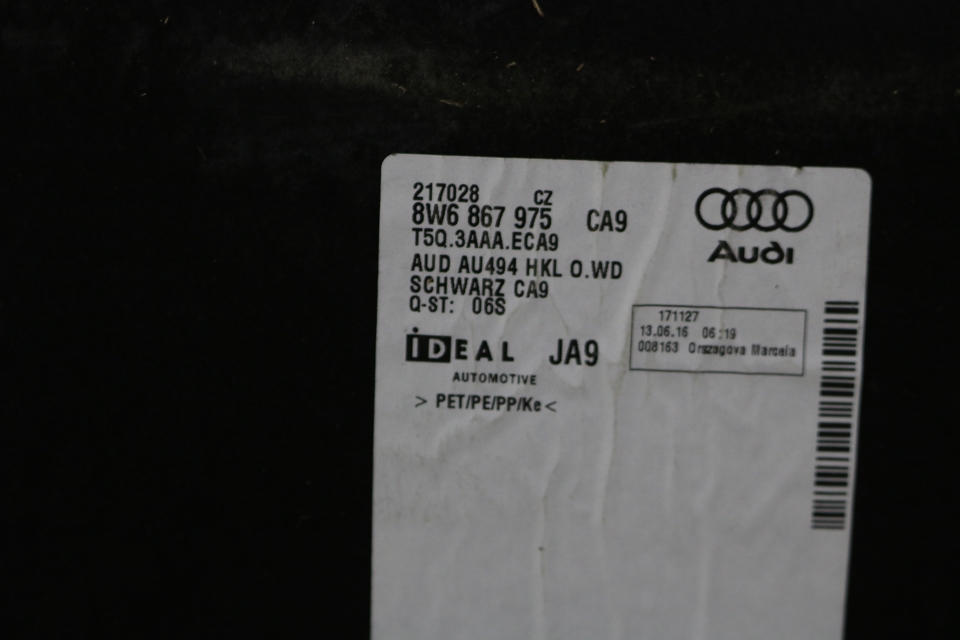 217028 CZ
8W6 867 975 CA9
T5Q.3AAA.ECA9
AUD AU494 HKL O.WD
SCHWARZ CA9
Q-ST: 06S
IDEAL JA9
AUTOMOTIVE
> PET/PE/PP/Ke <
Audi
171127
13.06.16 06:19
008163 Orszagova Marcela